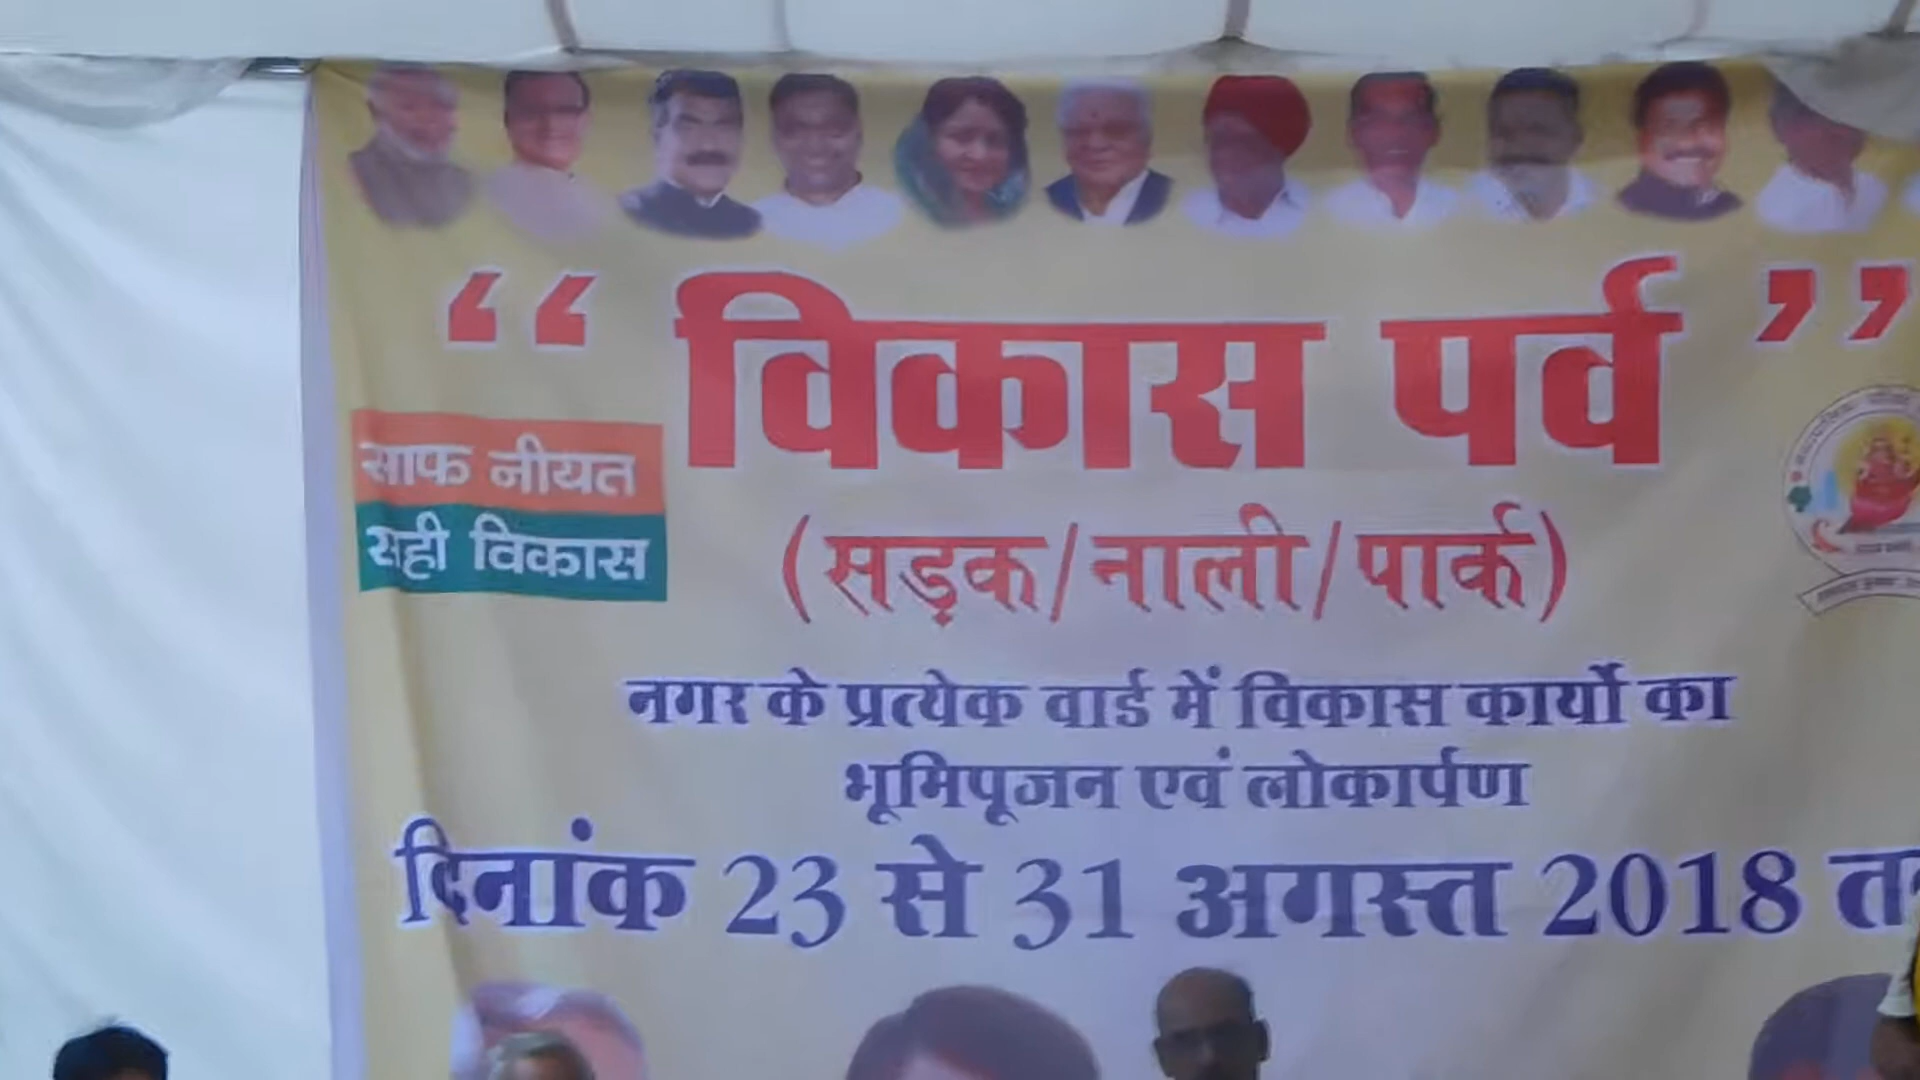 “ विकास पर्व ”
साफ नीयत
सही विकास
(सड़क/नाली/पार्क)
नगर के प्रत्येक वार्ड में विकास कार्यो का
भूमिपूजन एवं लोकार्पण
दिनांक 23 से 31 अगस्त 2018